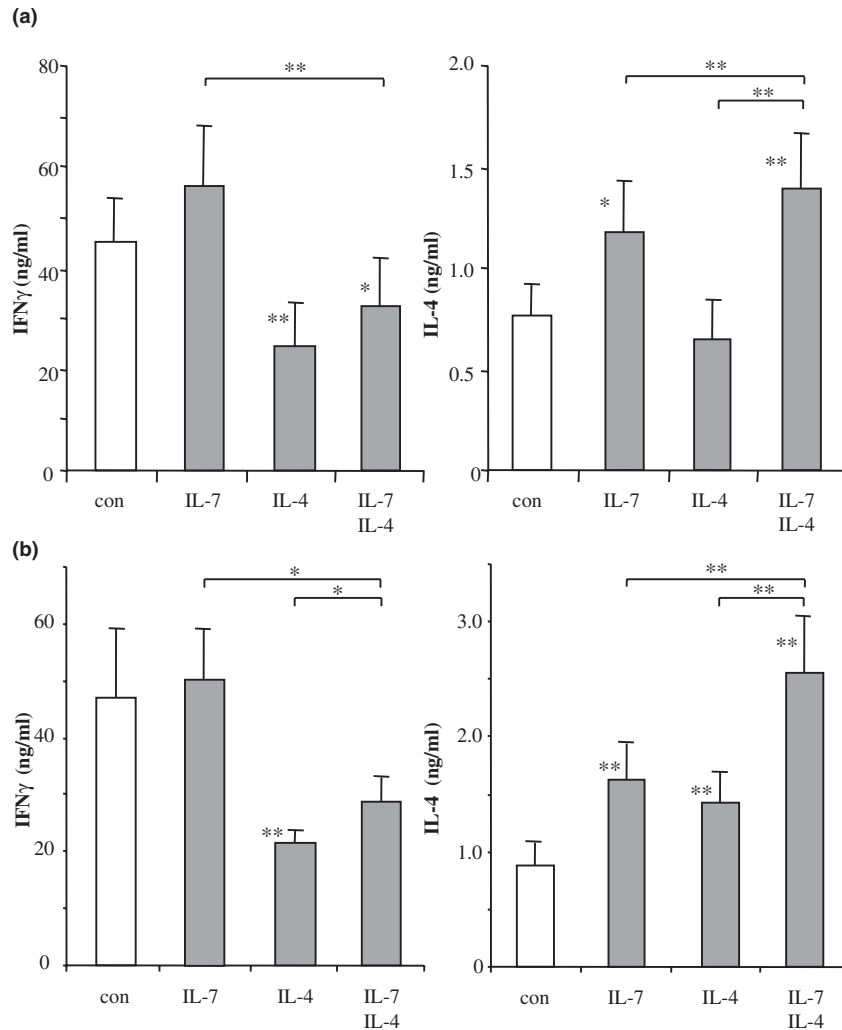 (a)
80
60
40
20
0
IFNγ (ng/ml)
**
**
*
con
IL-7
IL-4
IL-7
IL-4
2.0
1.5
1.0
0.5
0
IL-4 (ng/ml)
**
**
*
**
con
IL-7
IL-4
IL-7
IL-4
(b)
60
40
20
0
IFNγ (ng/ml)
*
*
**
con
IL-7
IL-4
IL-7
IL-4
3.0
2.0
1.0
0
IL-4 (ng/ml)
**
**
**
**
**
con
IL-7
IL-4
IL-7
IL-4